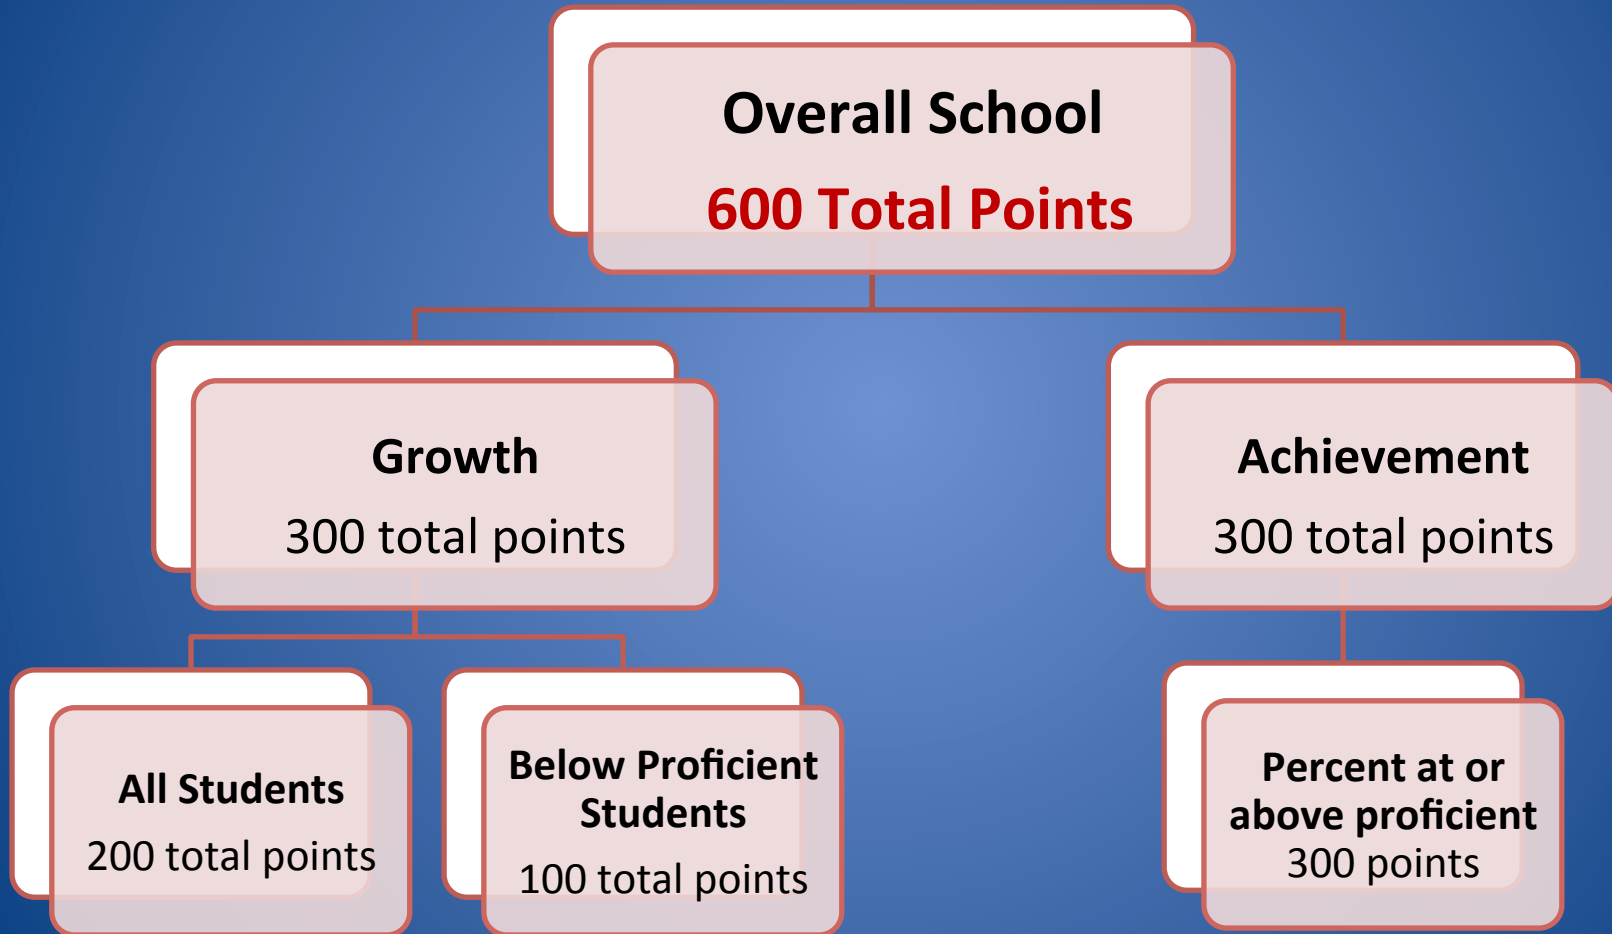 Overall School
600 Total Points
Growth
300 total points
Achievement
300 total points
All Students
200 total points
Below Proficient
Students
100 total points
Percent at or
above proficient
300 points